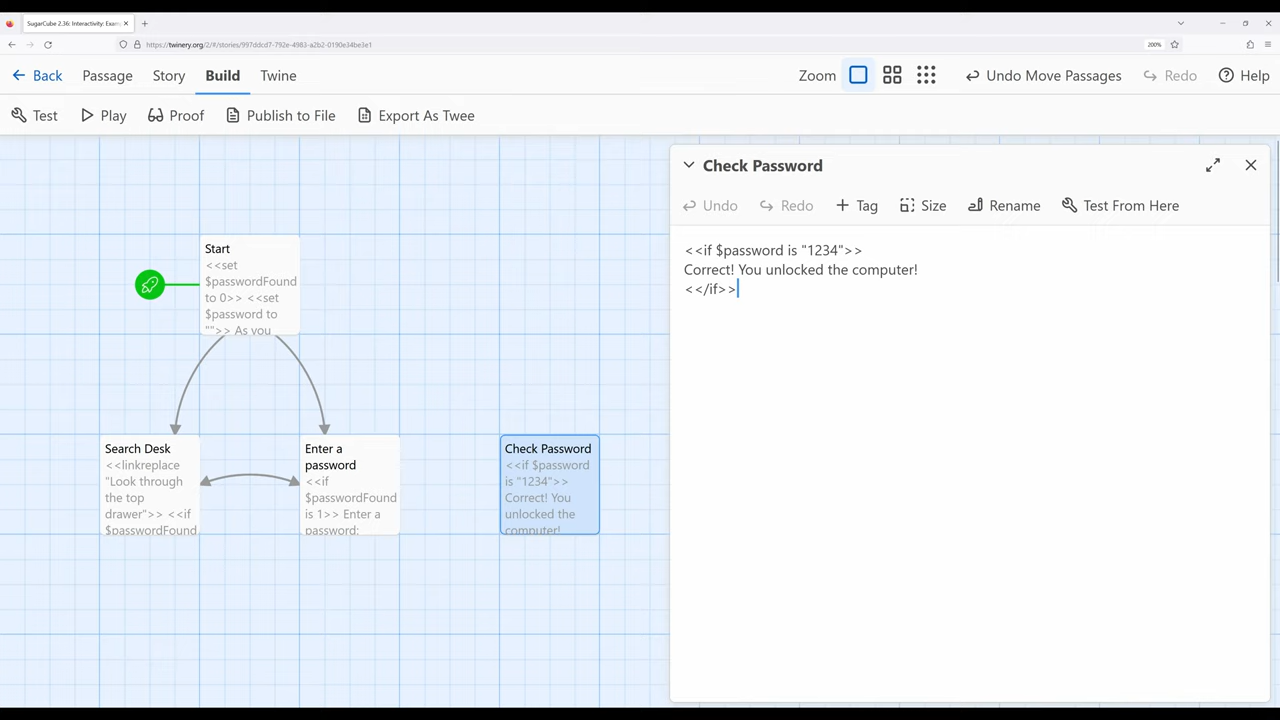 SugarCube 2.36: Interactivity: Exam
https://twinery.org/2/#/stories/997ddcd7-792e-4983-a2b2-0190e34be3e1
200%
Back Passage Story Build Twine Zoom Undo Move Passages Redo Help
Test Play Proof Publish to File Export As Twee
Start
<<set
$passwordFound
to 0>> <<set
$password to
"">> As you
Search Desk
<<linkreplace
"Look through
the top
drawer">> <<if
$passwordFound
Enter a
password
<<if
$passwordFound
is 1>> Enter a
password:
Check Password
<<if $password
is "1234">>
Correct! You
unlocked the
computer!
Check Password
Undo Redo Tag Size Rename Test From Here
<<if $password is "1234">>
Correct! You unlocked the computer!
<</if>>